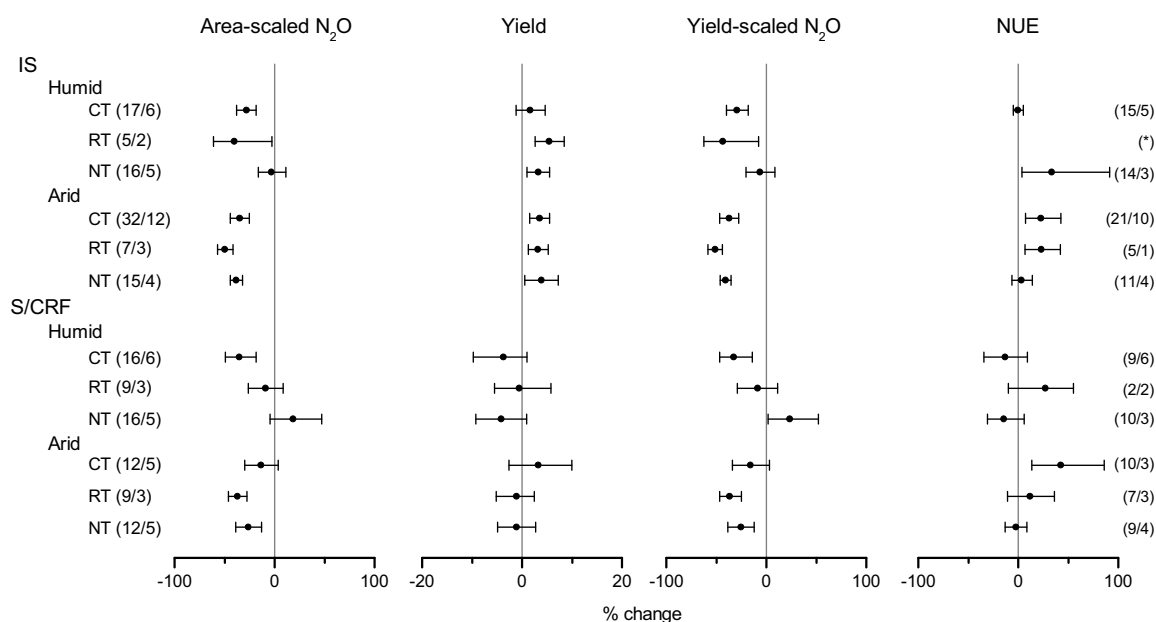 Area-scaled N₂O Yield Yield-scaled N₂O NUE
IS
Humid
CT (17/6) (15/5)
RT (5/2) (*)
NT (16/5) (14/3)
Arid
CT (32/12) (21/10)
RT (7/3) (5/1)
NT (15/4) (11/4)
S/CRF
Humid
CT (16/6) (9/6)
RT (9/3) (2/2)
NT (16/5) (10/3)
Arid
CT (12/5) (10/3)
RT (9/3) (7/3)
NT (12/5) (9/4)
-100 0 100 -20 0 20 -100 0 100 -100 0 100
% change